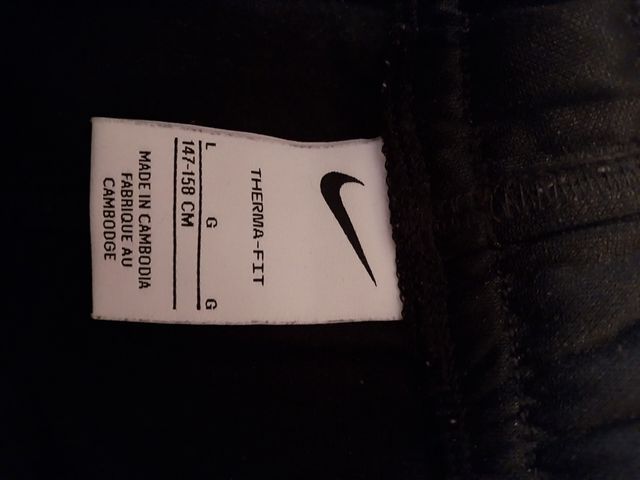 THERMA-FIT
L G G
147-158 CM
MADE IN CAMBODIA
FABRIQUE AU
CAMBODGE